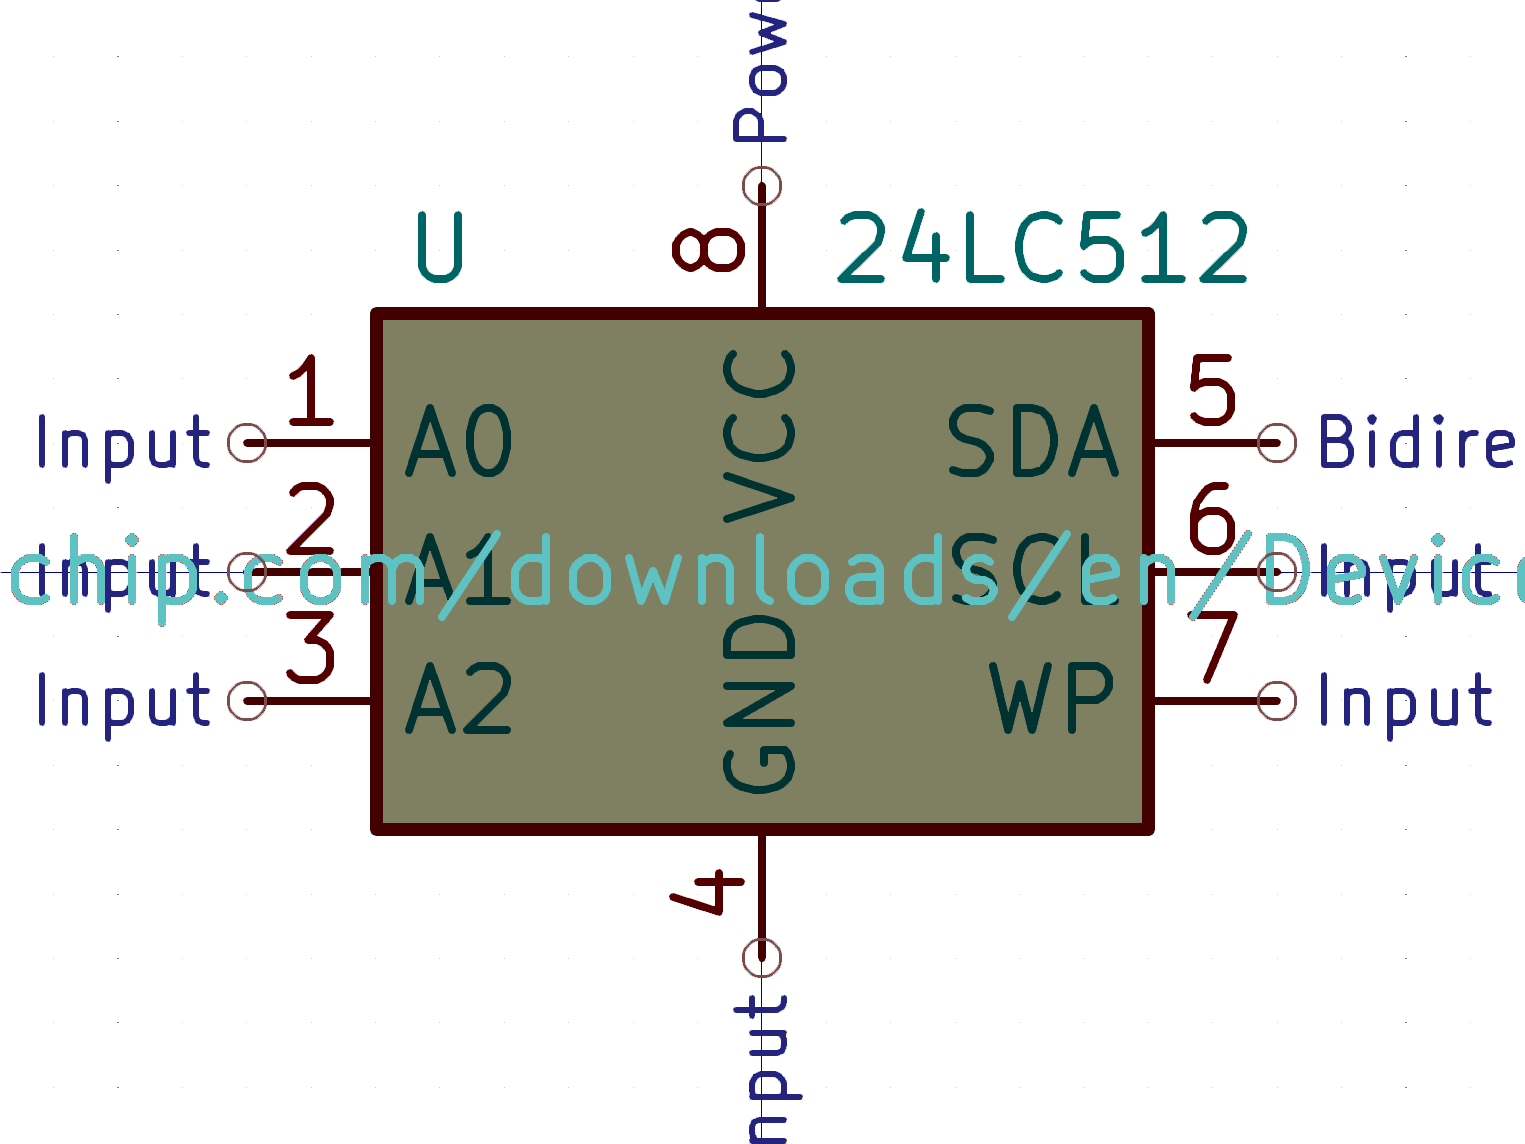 Pow
8
U
24LC512
VCC
1
5
Input
A0
SDA
Bidire
2
6
Input
A1
SCL
Input
chip.com/downloads/en/Device
3
7
Input
A2
WP
Input
GND
4
nput